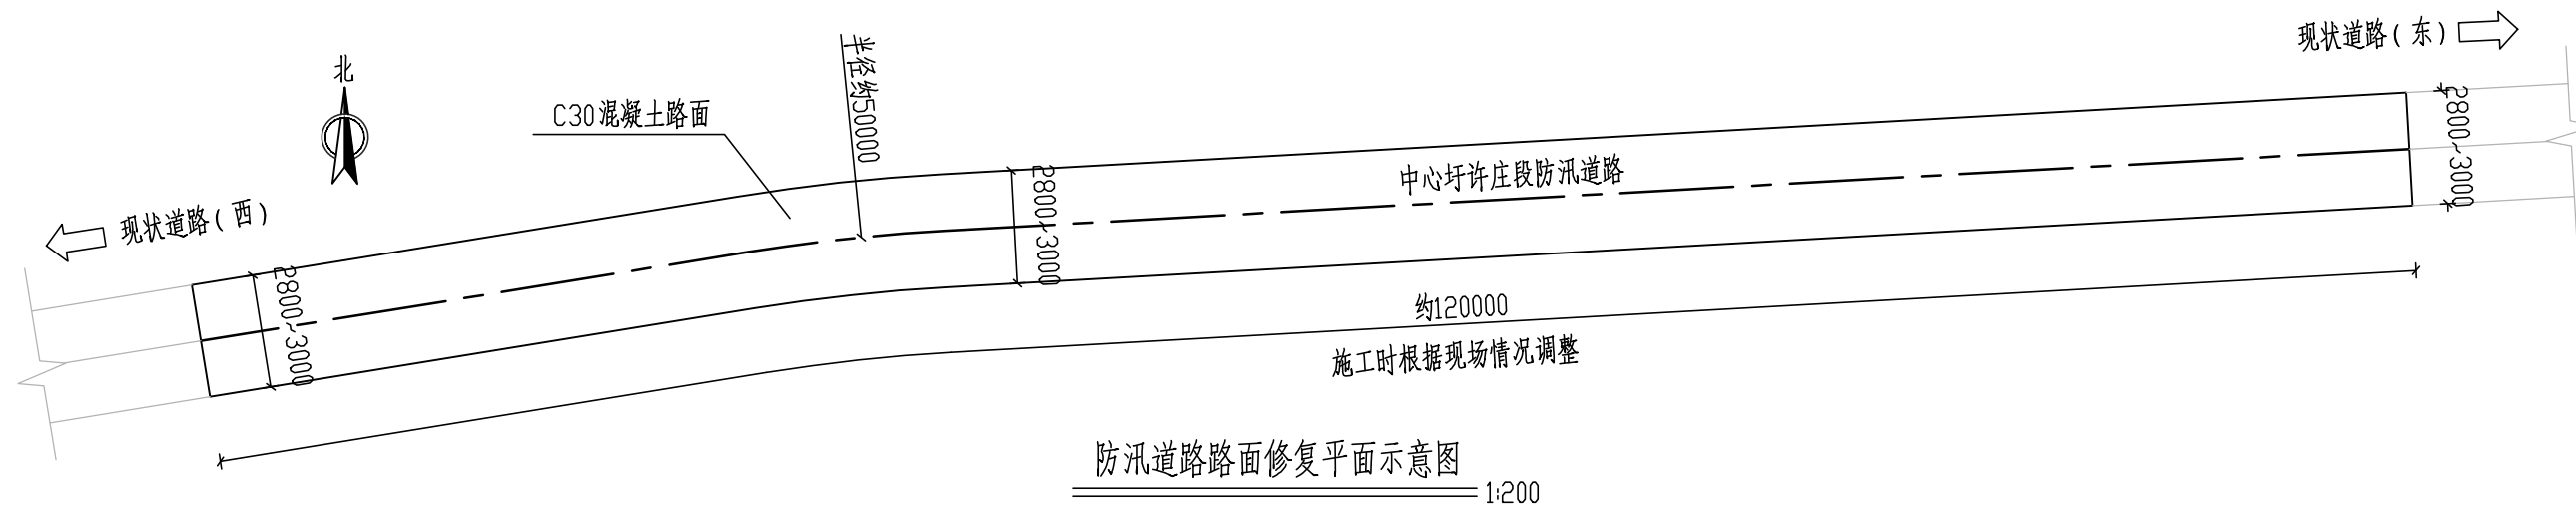 现状道路(东)
北
半径约50000
C30混凝土路面
2800~3000
中心圩许庄段防汛道路
2800~3000
现状道路(西)
2800~3000
约120000
施工时根据现场情况调整
防汛道路路面修复平面示意图
1:200